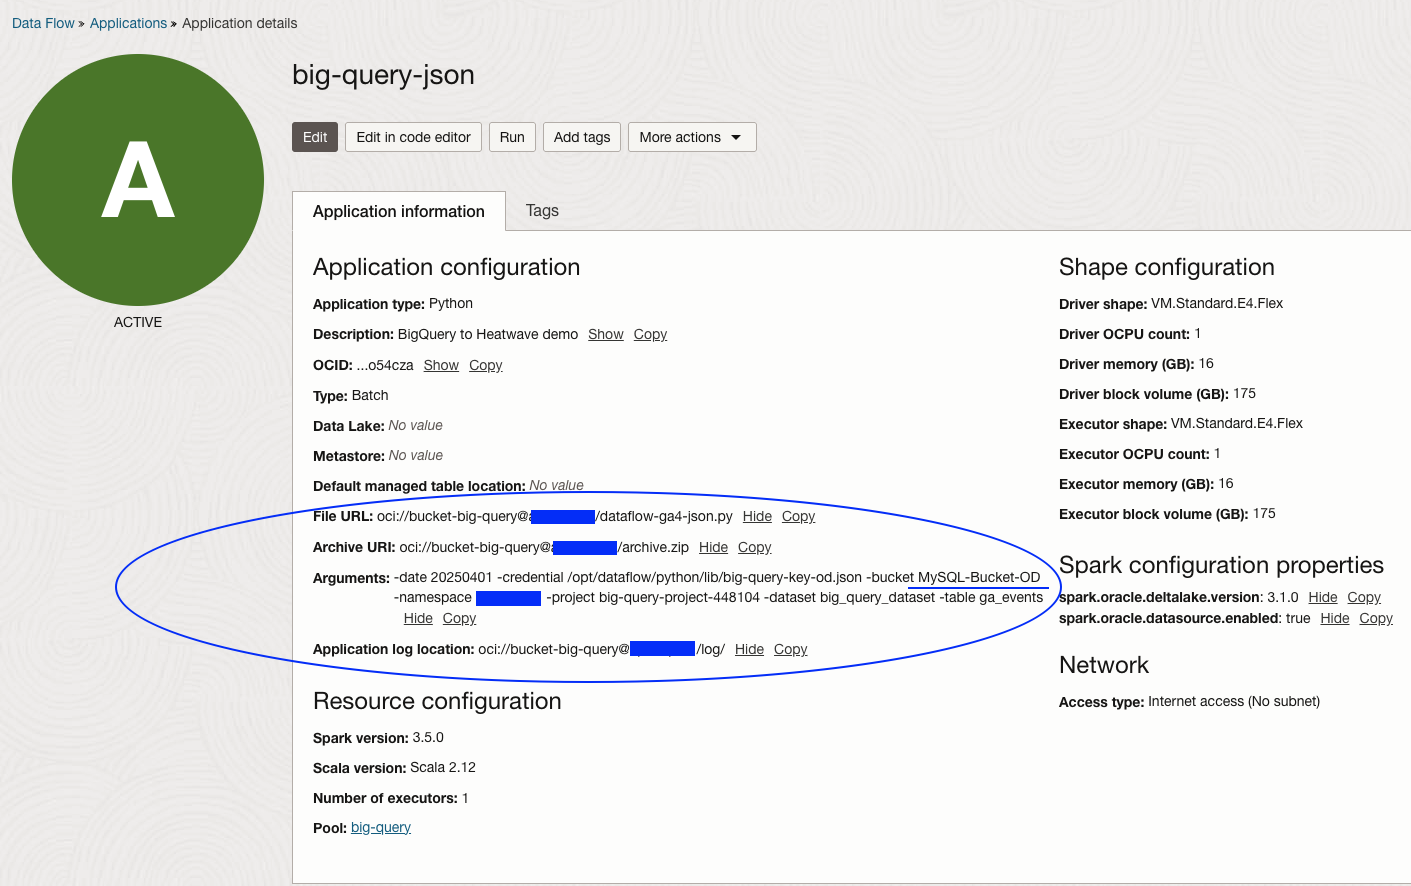 Data Flow » Applications » Application details
A
ACTIVE
big-query-json
Edit
Edit in code editor
Run
Add tags
More actions
Application information
Tags
Application configuration
Application type: Python
Description: BigQuery to Heatwave demo Show Copy
OCID: ...o54cza Show Copy
Type: Batch
Data Lake: No value
Metastore: No value
Default managed table location: No value
File URL: oci://bucket-big-query@ /dataflow-ga4-json.py Hide Copy
Archive URI: oci://bucket-big-query@ /archive.zip Hide Copy
Arguments: -date 20250401 -credential /opt/dataflow/python/lib/big-query-key-od.json -bucket MySQL-Bucket-OD
-namespace -project big-query-project-448104 -dataset big_query_dataset -table ga_events
Hide Copy
Application log location: oci://bucket-big-query@ /log/ Hide Copy
Resource configuration
Spark version: 3.5.0
Scala version: Scala 2.12
Number of executors: 1
Pool: big-query
Shape configuration
Driver shape: VM.Standard.E4.Flex
Driver OCPU count: 1
Driver memory (GB): 16
Driver block volume (GB): 175
Executor shape: VM.Standard.E4.Flex
Executor OCPU count: 1
Executor memory (GB): 16
Executor block volume (GB): 175
Spark configuration properties
spark.oracle.deltalake.version: 3.1.0 Hide Copy
spark.oracle.datasource.enabled: true Hide Copy
Network
Access type: Internet access (No subnet)